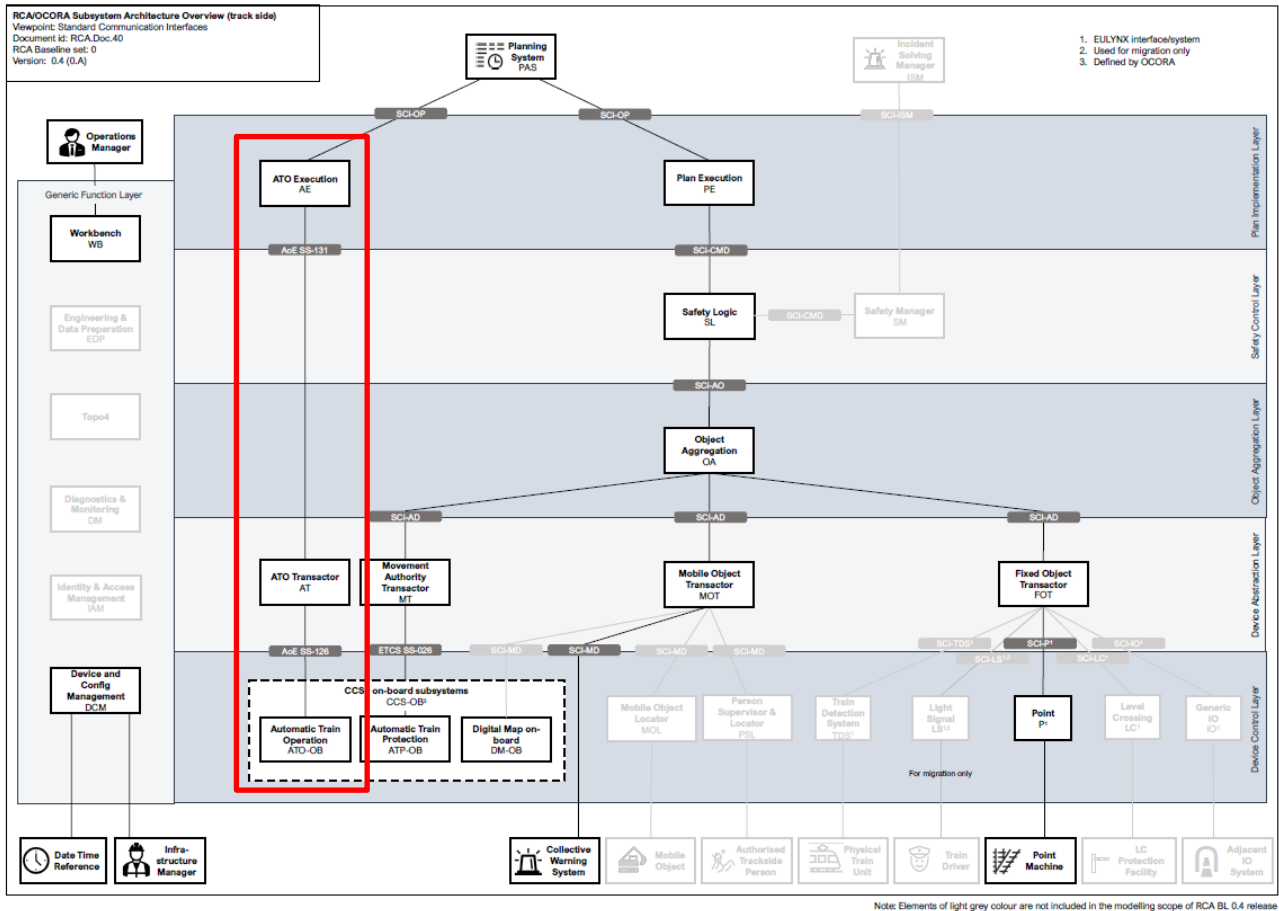 RCA/OCORA Subsystem Architecture Overview (track side)
Viewpoint: Standard Communication Interfaces
Document id: RCA.Doc.40
RCA Baseline set: 0
Version: 0.4 (0.A)
Planning
System
PAS
Incident
Solving
Manager
ISM
1. EULYNX interface/system
2. Used for migration only
3. Defined by OCORA
SCI-OP
SCI-OP
SCI-ISM
Operations
Manager
Generic Function Layer
Workbench
WB
Engineering &
Data Preparation
EDP
Topo4
Diagnostics &
Monitoring
DM
Identity & Access
Management
IAM
Device and
Config
Management
DCM
Plan Implementation Layer
ATO Execution
AE
Plan Execution
PE
AoE SS-131
SCI-CMD
Safety Control Layer
Safety Logic
SL
SCI-CMD
Safety Manager
SM
SCI-AO
Object Aggregation Layer
Object
Aggregation
OA
SCI-AD
SCI-AD
SCI-AD
Device Abstraction Layer
ATO Transactor
AT
Movement
Authority
Transactor
MT
Mobile Object
Transactor
MOT
Fixed Object
Transactor
FOT
AoE SS-126
ETCS SS-026
SCI-MD
SCI-MD
SCI-MD
SCI-MD
SCI-TDS¹
SCI-LS¹,²
SCI-P¹
SCI-LC¹
SCI-IO¹
Device Control Layer
CCS on-board subsystems
CCS-OB³
Automatic Train
Operation
ATO-OB
Automatic Train
Protection
ATP-OB
Digital Map on-
board
DM-OB
Mobile Object
Locator
MOL
Person
Supervisor &
Locator
PSL
Train
Detection
System
TDS¹
Light
Signal
LS¹,²
Point
P¹
Level
Crossing
LC¹
Generic
IO
IO¹
For migration only
Date Time
Reference
Infra-
structure
Manager
Collective
Warning
System
Mobile
Object
Authorised
Trackside
Person
Physical
Train
Unit
Train
Driver
Point
Machine
LC
Protection
Facility
Adjacent
IO
System
Note: Elements of light grey colour are not included in the modelling scope of RCA BL 0.4 release